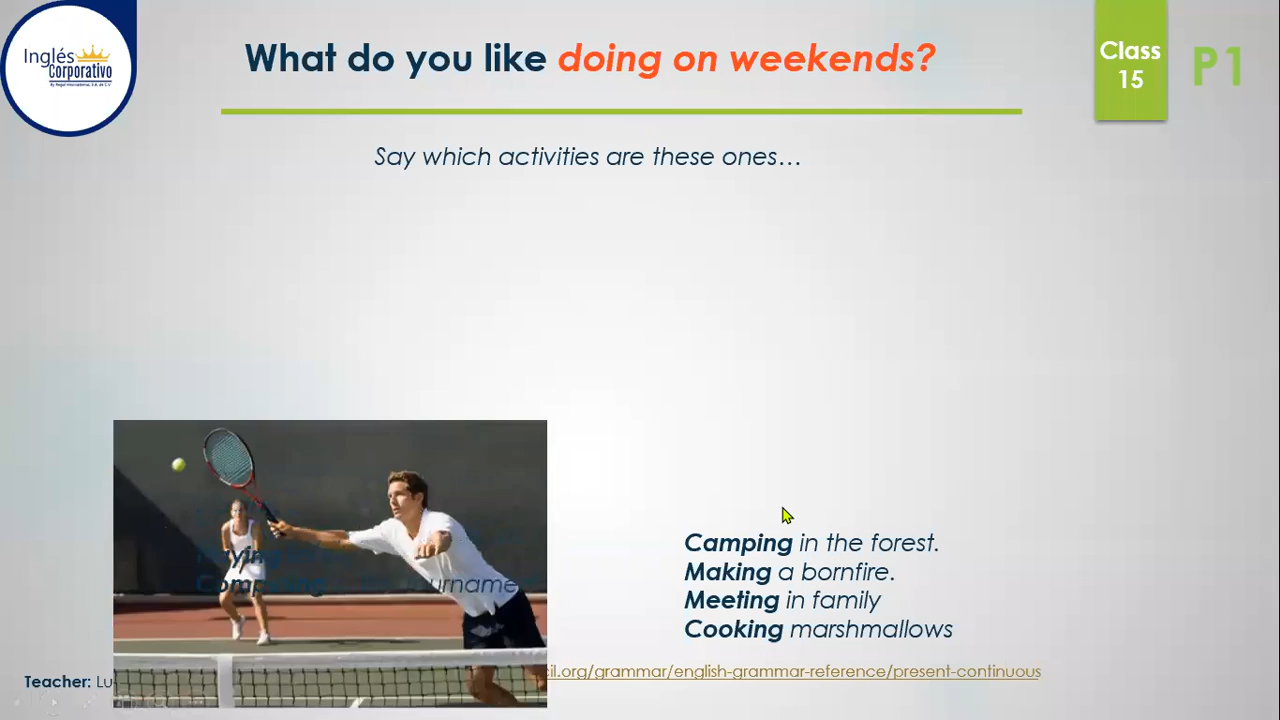 Inglés
Corporativo
What do you like doing on weekends?
Class
15
P1
Say which activities are these ones…
Camping in the forest.
Making a bornfire.
Meeting in family
Cooking marshmallows
cil.org/grammar/english-grammar-reference/present-continuous
Teacher: Lu